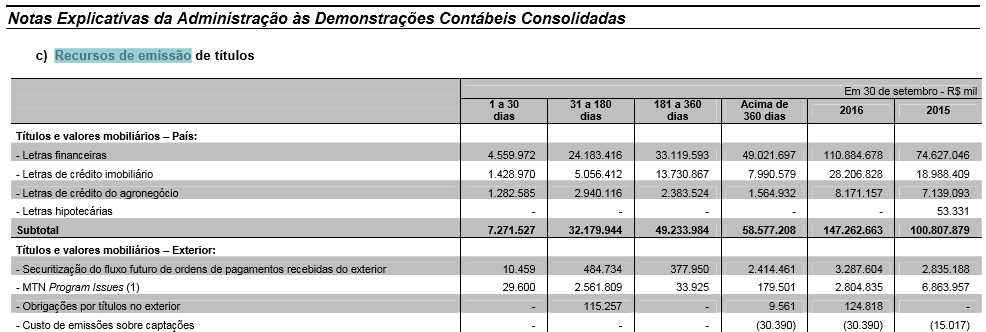 Notas Explicativas da Administração às Demonstrações Contábeis Consolidadas
c) Recursos de emissão de títulos
Em 30 de setembro - R$ mil
1 a 30 dias 31 a 180 dias 181 a 360 dias Acima de 360 dias 2016 2015
Títulos e valores mobiliários – País:
- Letras financeiras 4.559.972 24.183.416 33.119.593 49.021.697 110.884.678 74.627.046
- Letras de crédito imobiliário 1.428.970 5.056.412 13.730.867 7.990.579 28.206.828 18.988.409
- Letras de crédito do agronegócio 1.282.585 2.940.116 2.383.524 1.564.932 8.171.157 7.139.093
- Letras hipotecárias - - - - - 53.331
Subtotal 7.271.527 32.179.944 49.233.984 58.577.208 147.262.663 100.807.879
Títulos e valores mobiliários – Exterior:
- Securitização do fluxo futuro de ordens de pagamentos recebidas do exterior 10.459 484.734 377.950 2.414.461 3.287.604 2.835.188
- MTN Program Issues (1) 29.600 2.561.809 33.925 179.501 2.804.835 6.863.957
- Obrigações por títulos no exterior - 115.257 - 9.561 124.818 -
- Custo de emissões sobre captações - - - (30.390) (30.390) (15.017)